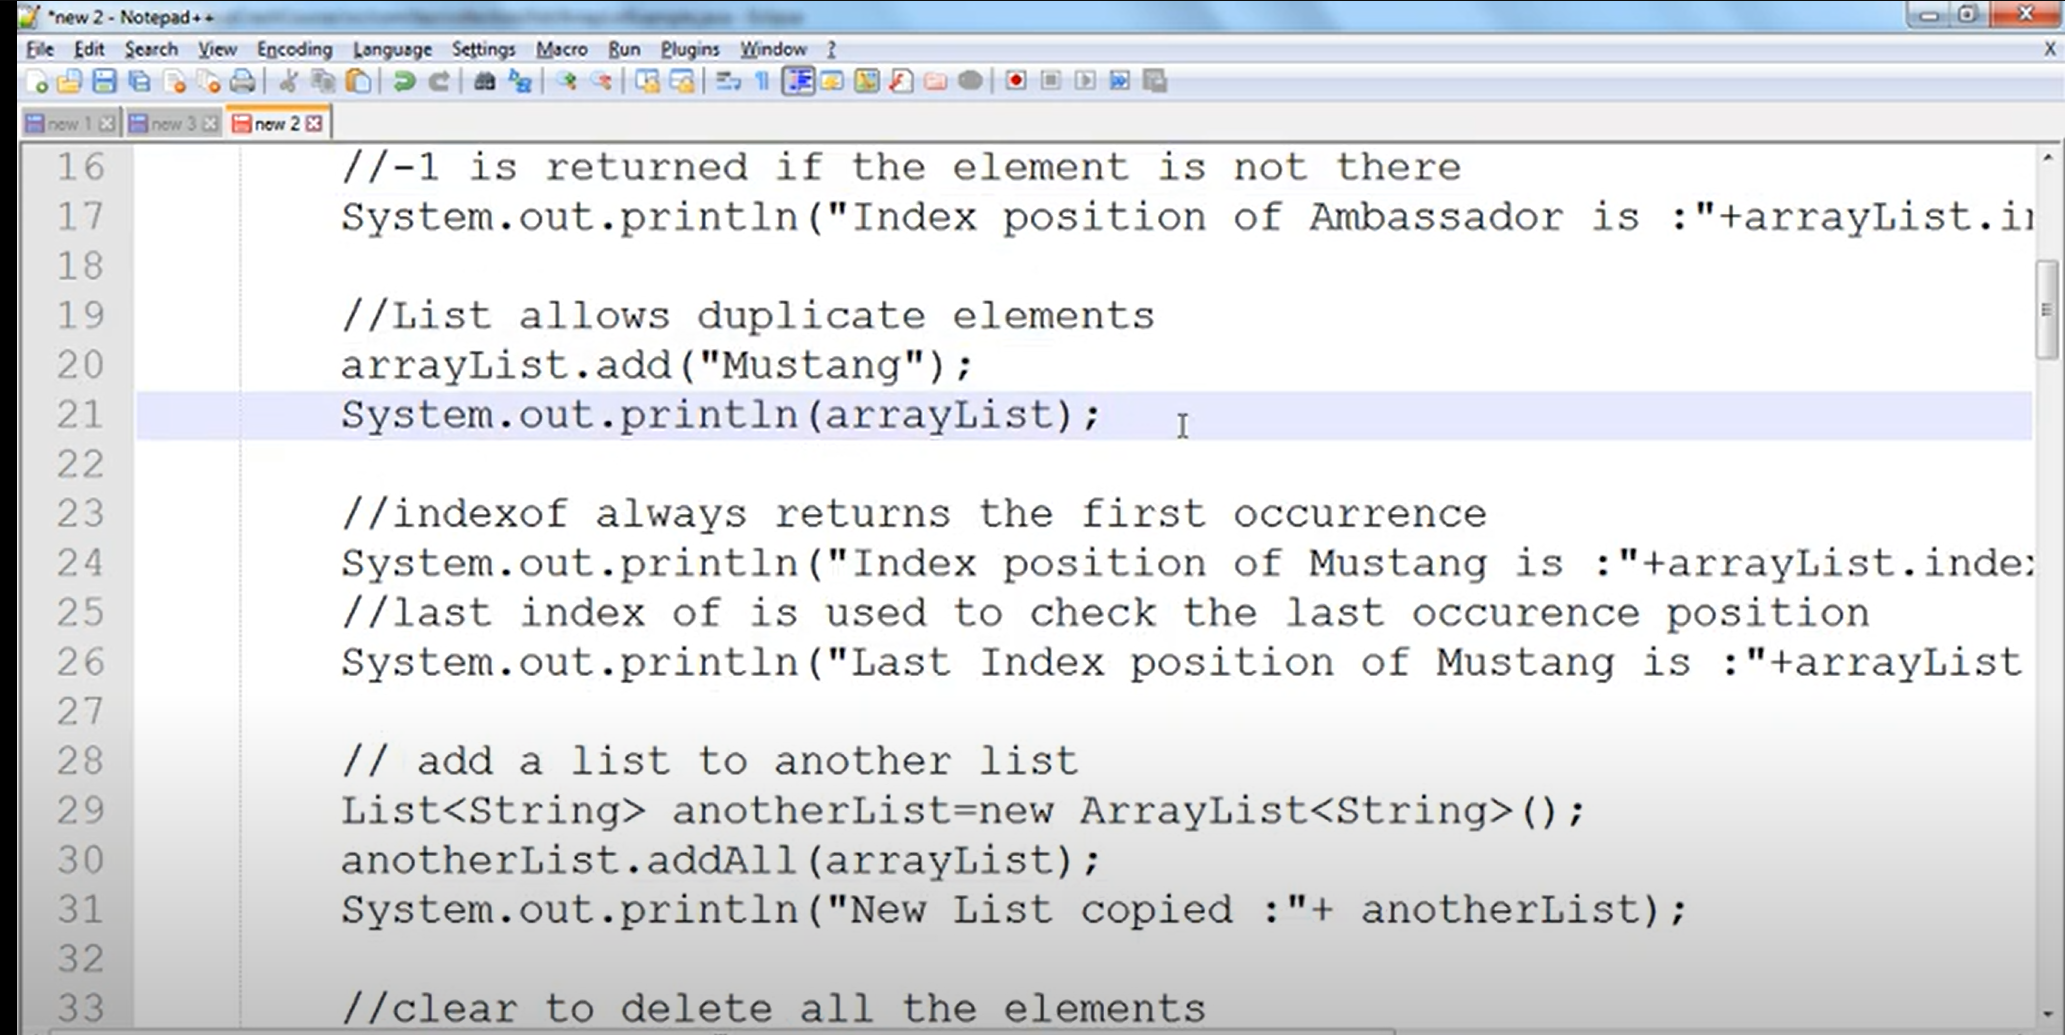 *new 2 - Notepad++
File Edit Search View Encoding Language Settings Macro Run Plugins Window ? X
new 1 new 3 new 2
16 //-1 is returned if the element is not there
17 System.out.println("Index position of Ambassador is :"+arrayList.in
18
19 //List allows duplicate elements
20 arrayList.add("Mustang");
21 System.out.println(arrayList);
22
23 //indexof always returns the first occurrence
24 System.out.println("Index position of Mustang is :"+arrayList.index
25 //last index of is used to check the last occurence position
26 System.out.println("Last Index position of Mustang is :"+arrayList
27
28 // add a list to another list
29 List<String> anotherList=new ArrayList<String>();
30 anotherList.addAll(arrayList);
31 System.out.println("New List copied :"+ anotherList);
32
33 //clear to delete all the elements